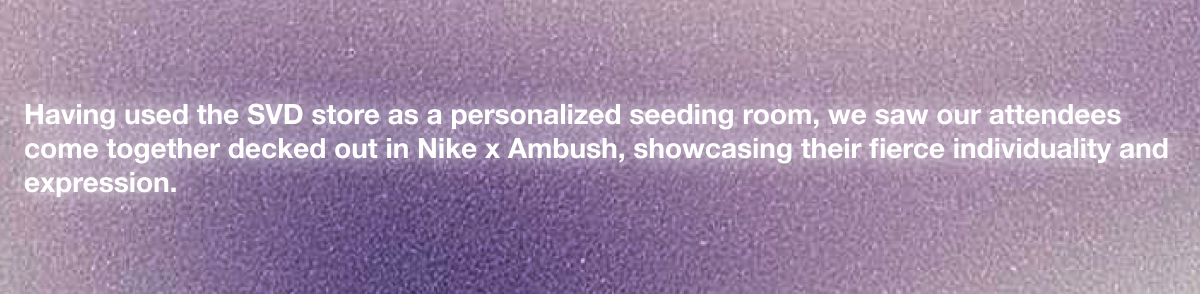 Having used the SVD store as a personalized seeding room, we saw our attendees
come together decked out in Nike x Ambush, showcasing their fierce individuality and
expression.